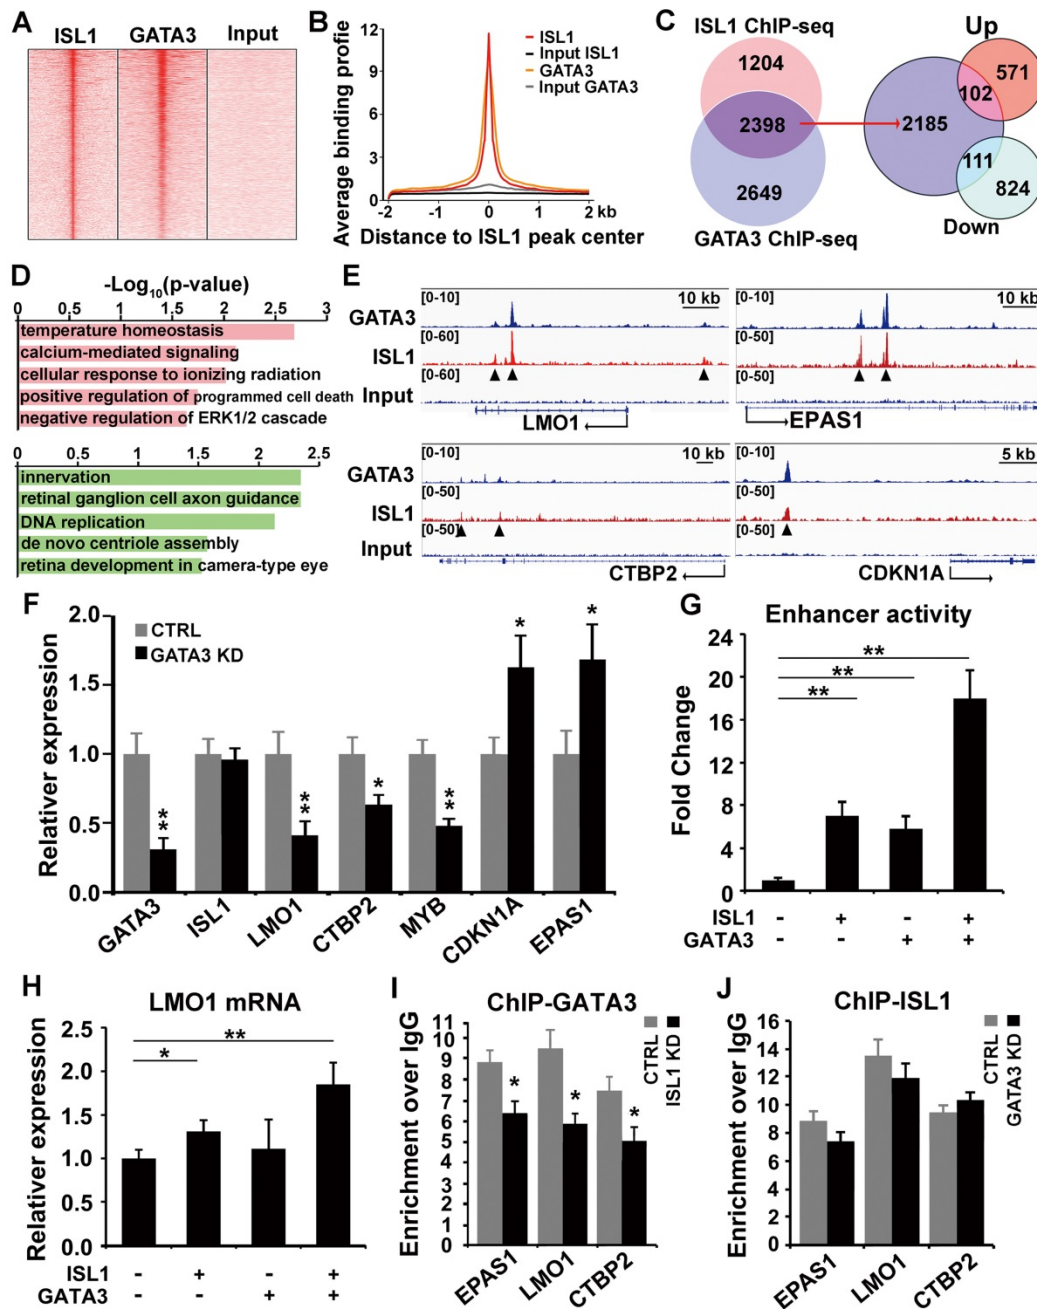 A
ISL1 GATA3 Input
B
Average binding profie
12
9
6
3
0
-2 -1 0 1 2 kb
Distance to ISL1 peak center
ISL1
Input ISL1
GATA3
Input GATA3
C
ISL1 ChIP-seq
1204
2398
2649
GATA3 ChIP-seq
Up
571
102
2185
111
824
Down
D
-Log10(p-value)
0 0.5 1 1.5 2 2.5 3
temperature homeostasis
calcium-mediated signaling
cellular response to ionizing radiation
positive regulation of programmed cell death
negative regulation of ERK1/2 cascade
0 0.5 1 1.5 2 2.5
innervation
retinal ganglion cell axon guidance
DNA replication
de novo centriole assembly
retina development in camera-type eye
E
[0-10] 10 kb
GATA3
[0-60]
ISL1
[0-60]
Input
LMO1
[0-10] 10 kb
[0-50]
[0-50]
EPAS1
[0-10] 10 kb
GATA3
[0-50]
ISL1
[0-50]
Input
CTBP2
[0-10] 5 kb
[0-50]
[0-50]
CDKN1A
F
Relativer expression
2.0
1.5
1.0
0.5
0.0
CTRL
GATA3 KD
** ** * ** * *
GATA3 ISL1 LMO1 CTBP2 MYB CDKN1A EPAS1
G
Enhancer activity
Fold Change
24
20
16
12
8
4
0
**
**
**
ISL1 - + - +
GATA3 - - + +
H
LMO1 mRNA
Relativer expression
2.5
2.0
1.5
1.0
0.5
0.0
**
*
ISL1 - + - +
GATA3 - - + +
I
ChIP-GATA3
Enrichment over IgG
11
10
9
8
7
6
5
4
3
2
1
0
CTRL
ISL1 KD
* * *
EPAS1 LMO1 CTBP2
J
ChIP-ISL1
Enrichment over IgG
16
14
12
10
8
6
4
2
0
CTRL
GATA3 KD
EPAS1 LMO1 CTBP2